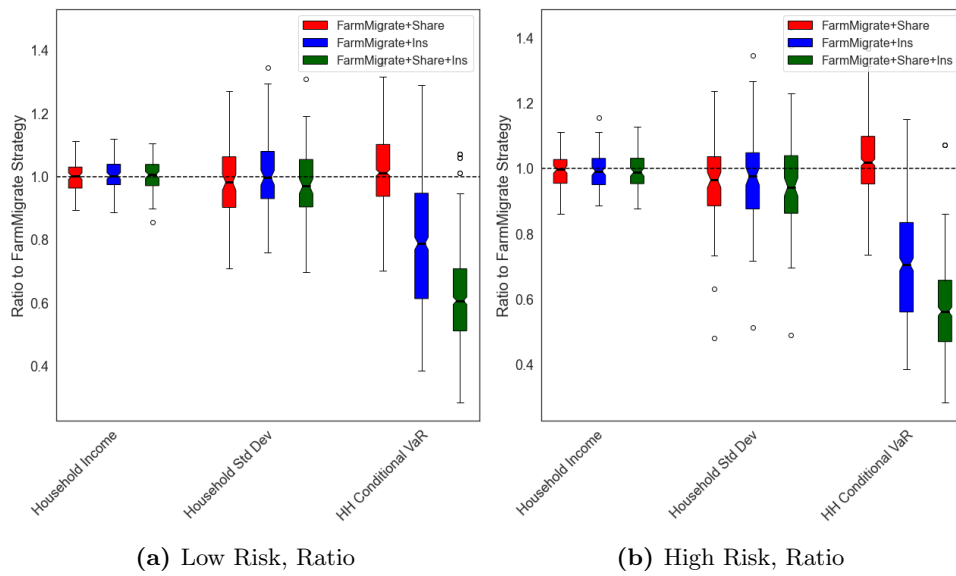 FarmMigrate+Share
FarmMigrate+Ins
FarmMigrate+Share+Ins
Ratio to FarmMigrate Strategy
1.4
1.2
1.0
0.8
0.6
0.4
Household Income
Household Std Dev
HH Conditional VaR
(a) Low Risk, Ratio
FarmMigrate+Share
FarmMigrate+Ins
FarmMigrate+Share+Ins
Ratio to FarmMigrate Strategy
1.4
1.2
1.0
0.8
0.6
0.4
Household Income
Household Std Dev
HH Conditional VaR
(b) High Risk, Ratio